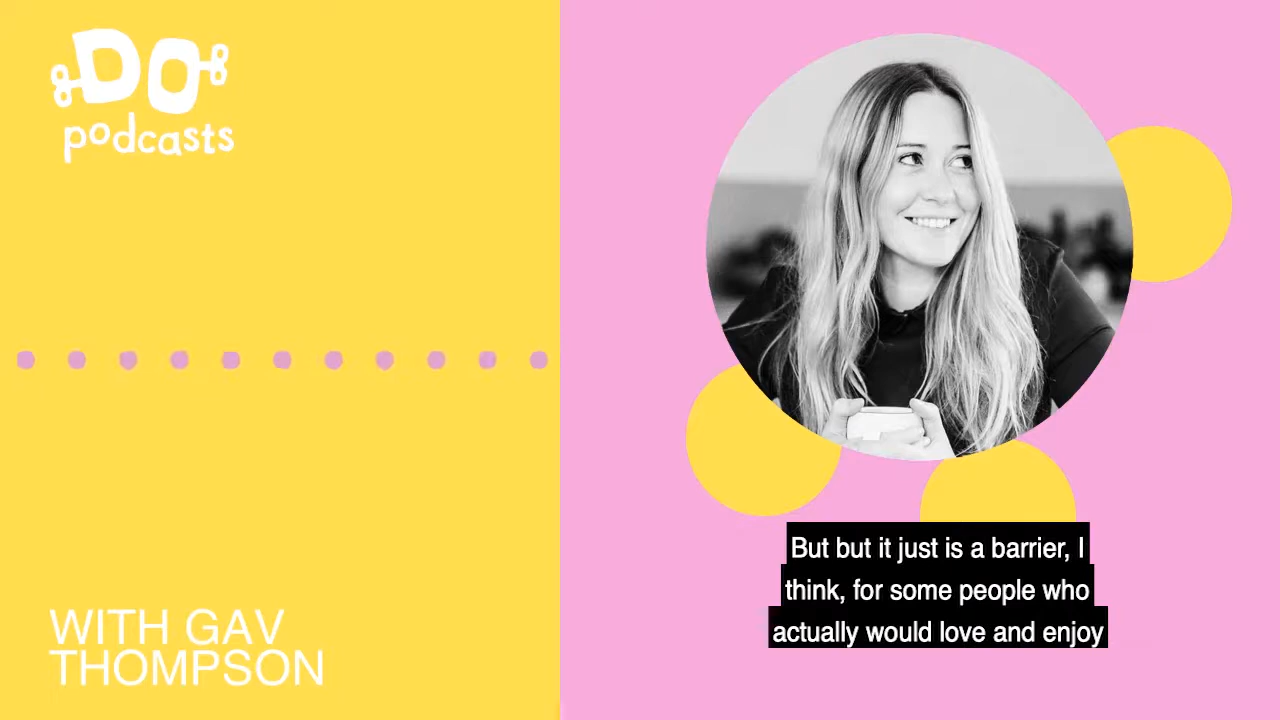 DO
podcasts
WITH GAV
THOMPSON
But but it just is a barrier, I
think, for some people who
actually would love and enjoy